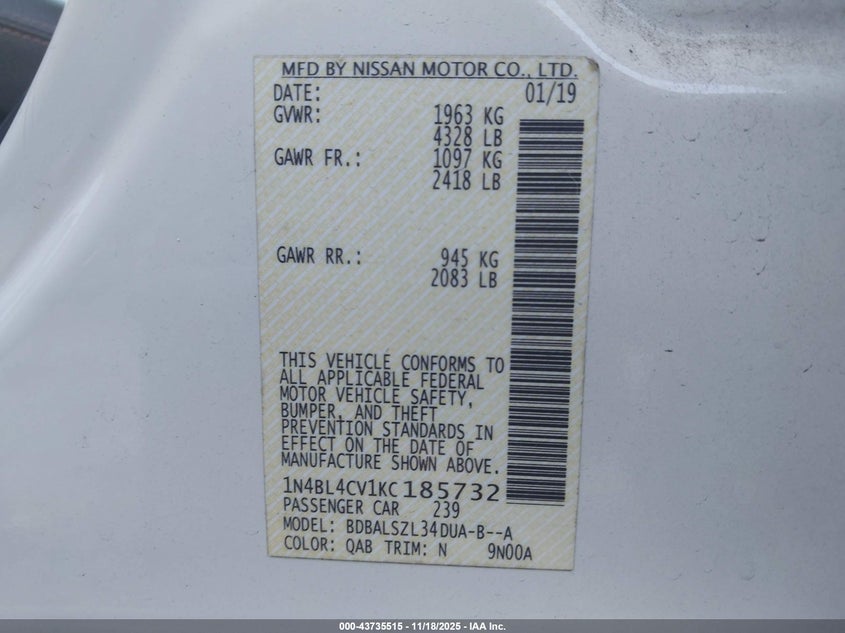 MFD BY NISSAN MOTOR CO., LTD.
DATE: 01/19
GVWR: 1963 KG
4328 LB
GAWR FR.: 1097 KG
2418 LB
GAWR RR.: 945 KG
2083 LB
THIS VEHICLE CONFORMS TO
ALL APPLICABLE FEDERAL
MOTOR VEHICLE SAFETY,
BUMPER, AND THEFT
PREVENTION STANDARDS IN
EFFECT ON THE DATE OF
MANUFACTURE SHOWN ABOVE.
1N4BL4CV1KC185732
PASSENGER CAR 239
MODEL: BDBALSZL34DUA-B--A
COLOR: QAB TRIM: N 9N00A
000-43735515 - 11/18/2025 - IAA Inc.